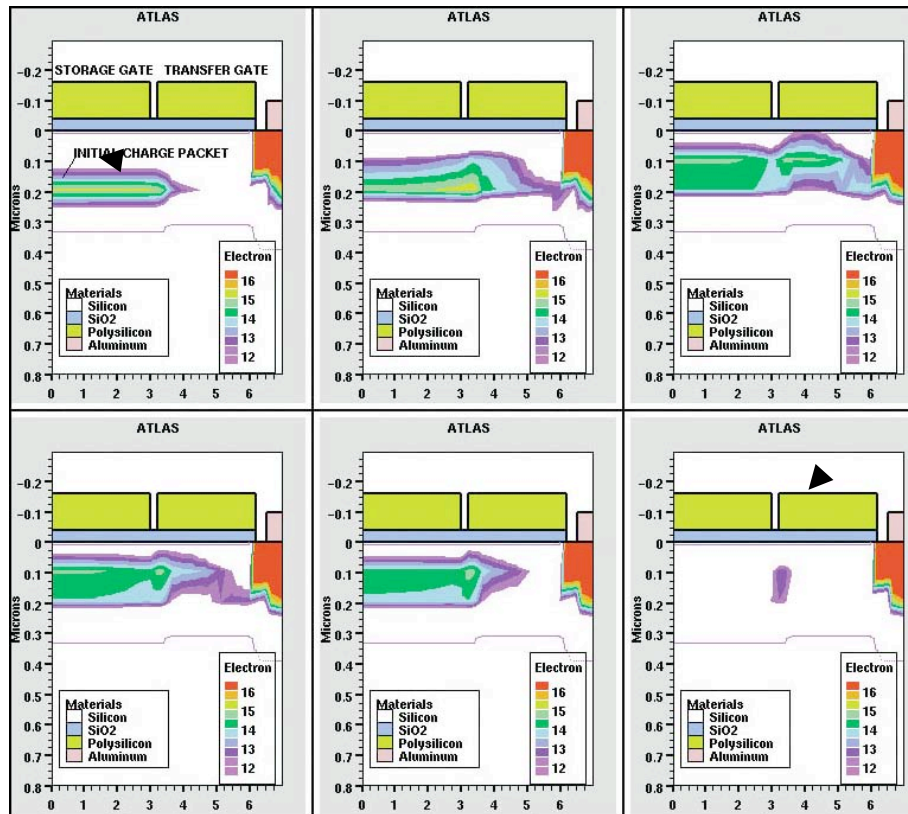 ATLAS
-0.2
STORAGE GATE TRANSFER GATE
-0.1
0
INITIAL CHARGE PACKET
0.1
0.2
0.3
0.4
0.5
0.6
0.7
0.8
Microns
Electron
16
15
14
13
12
Materials
Silicon
SiO2
Polysilicon
Aluminum
0 1 2 3 4 5 6
ATLAS
-0.2
-0.1
0
0.1
0.2
0.3
0.4
0.5
0.6
0.7
0.8
Microns
Electron
16
15
14
13
12
Materials
Silicon
SiO2
Polysilicon
Aluminum
0 1 2 3 4 5 6
ATLAS
-0.2
-0.1
0
0.1
0.2
0.3
0.4
0.5
0.6
0.7
0.8
Microns
Electron
16
15
14
13
12
Materials
Silicon
SiO2
Polysilicon
Aluminum
0 1 2 3 4 5 6
ATLAS
-0.2
-0.1
0
0.1
0.2
0.3
0.4
0.5
0.6
0.7
0.8
Microns
Electron
16
15
14
13
12
Materials
Silicon
SiO2
Polysilicon
Aluminum
0 1 2 3 4 5 6
ATLAS
-0.2
-0.1
0
0.1
0.2
0.3
0.4
0.5
0.6
0.7
0.8
Microns
Electron
16
15
14
13
12
Materials
Silicon
SiO2
Polysilicon
Aluminum
0 1 2 3 4 5 6
ATLAS
-0.2
-0.1
0
0.1
0.2
0.3
0.4
0.5
0.6
0.7
0.8
Microns
Electron
16
15
14
13
12
Materials
Silicon
SiO2
Polysilicon
Aluminum
0 1 2 3 4 5 6